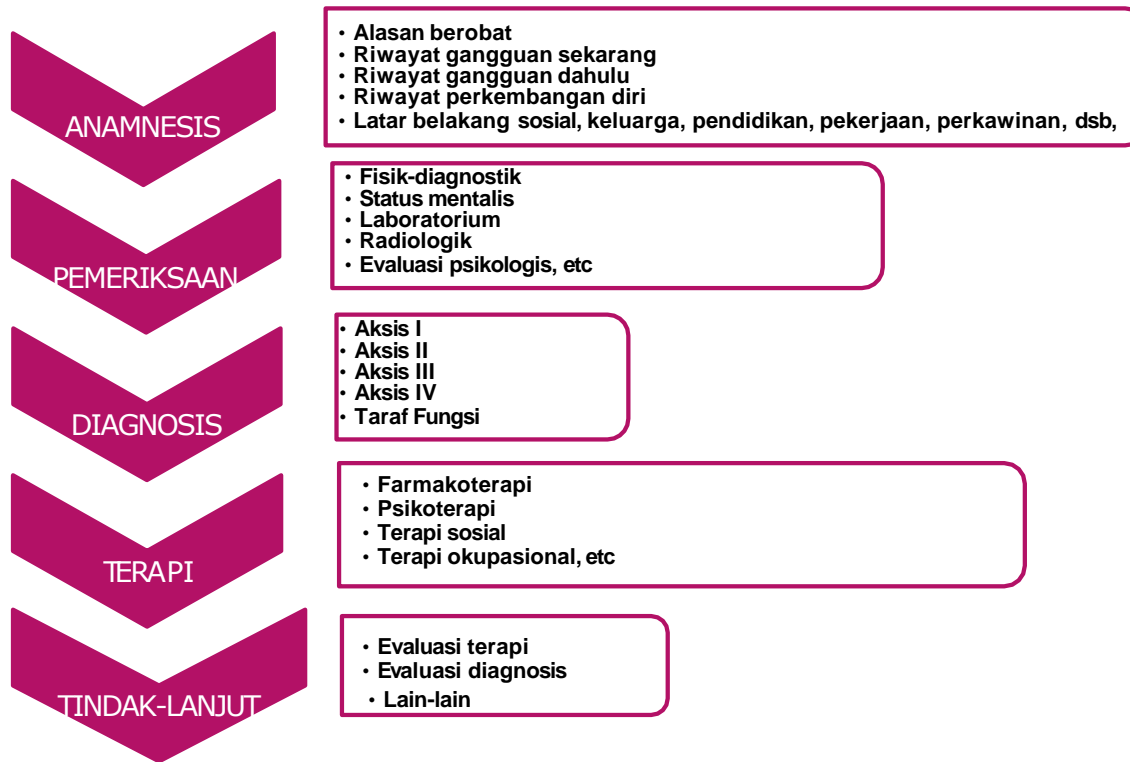 ANAMNESIS
• Alasan berobat
• Riwayat gangguan sekarang
• Riwayat gangguan dahulu
• Riwayat perkembangan diri
• Latar belakang sosial, keluarga, pendidikan, pekerjaan, perkawinan, dsb,
PEMERIKSAAN
• Fisik-diagnostik
• Status mentalis
• Laboratorium
• Radiologik
• Evaluasi psikologis, etc
DIAGNOSIS
• Aksis I
• Aksis II
• Aksis III
• Aksis IV
• Taraf Fungsi
TERAPI
• Farmakoterapi
• Psikoterapi
• Terapi sosial
• Terapi okupasional, etc
TINDAK-LANJUT
• Evaluasi terapi
• Evaluasi diagnosis
• Lain-lain